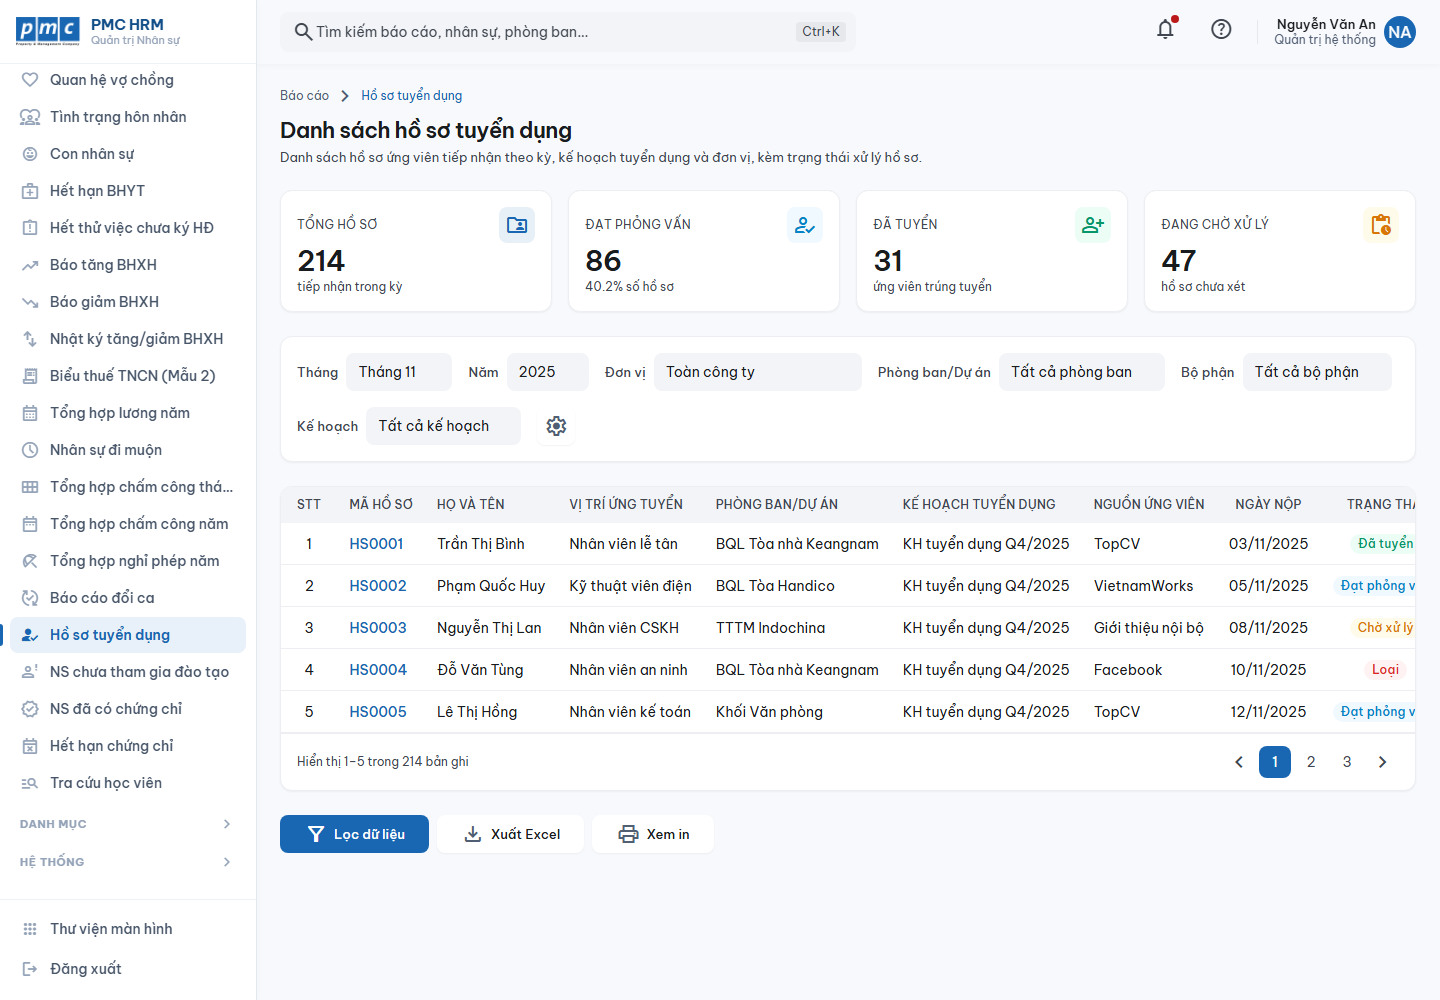 pmc
PMC HRM
Quản trị Nhân sự
Tìm kiếm báo cáo, nhân sự, phòng ban...
Ctrl+K
Nguyễn Văn An
Quản trị hệ thống
NA
Quan hệ vợ chồng
Tình trạng hôn nhân
Con nhân sự
Hết hạn BHYT
Hết thử việc chưa ký HĐ
Báo tăng BHXH
Báo giảm BHXH
Nhật ký tăng/giảm BHXH
Biểu thuế TNCN (Mẫu 2)
Tổng hợp lương năm
Nhân sự đi muộn
Tổng hợp chấm công thá...
Tổng hợp chấm công năm
Tổng hợp nghỉ phép năm
Báo cáo đổi ca
Hồ sơ tuyển dụng
NS chưa tham gia đào tạo
NS đã có chứng chỉ
Hết hạn chứng chỉ
Tra cứu học viên
DANH MỤC
HỆ THỐNG
Thư viện màn hình
Đăng xuất
Báo cáo
Hồ sơ tuyển dụng
Danh sách hồ sơ tuyển dụng
Danh sách hồ sơ ứng viên tiếp nhận theo kỳ, kế hoạch tuyển dụng và đơn vị, kèm trạng thái xử lý hồ sơ.
TỔNG HỒ SƠ
214
tiếp nhận trong kỳ
ĐẠT PHỎNG VẤN
86
40.2% số hồ sơ
ĐÃ TUYỂN
31
ứng viên trúng tuyển
ĐANG CHỜ XỬ LÝ
47
hồ sơ chưa xét
Tháng Tháng 11 Năm 2025 Đơn vị Toàn công ty Phòng ban/Dự án Tất cả phòng ban Bộ phận Tất cả bộ phận
Kế hoạch Tất cả kế hoạch
STT MÃ HỒ SƠ HỌ VÀ TÊN VỊ TRÍ ỨNG TUYỂN PHÒNG BAN/DỰ ÁN KẾ HOẠCH TUYỂN DỤNG NGUỒN ỨNG VIÊN NGÀY NỘP TRẠNG THÁ
1 HS0001 Trần Thị Bình Nhân viên lễ tân BQL Tòa nhà Keangnam KH tuyển dụng Q4/2025 TopCV 03/11/2025 Đã tuyển
2 HS0002 Phạm Quốc Huy Kỹ thuật viên điện BQL Tòa Handico KH tuyển dụng Q4/2025 VietnamWorks 05/11/2025 Đạt phỏng v
3 HS0003 Nguyễn Thị Lan Nhân viên CSKH TTTM Indochina KH tuyển dụng Q4/2025 Giới thiệu nội bộ 08/11/2025 Chờ xử lý
4 HS0004 Đỗ Văn Tùng Nhân viên an ninh BQL Tòa nhà Keangnam KH tuyển dụng Q4/2025 Facebook 10/11/2025 Loại
5 HS0005 Lê Thị Hồng Nhân viên kế toán Khối Văn phòng KH tuyển dụng Q4/2025 TopCV 12/11/2025 Đạt phỏng v
Hiển thị 1–5 trong 214 bản ghi
1 2 3
Lọc dữ liệu
Xuất Excel
Xem in